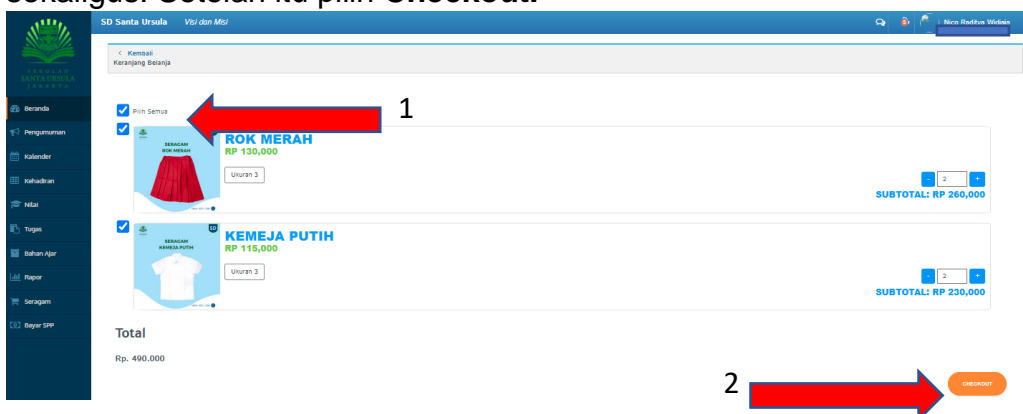 sekaligus. Setelah itu pilih Checkout.
SD Santa Ursula Visi dan Misi
Nico Raditya Widjaja
SEKOLAH
SANTA URSULA
JAKARTA
Beranda
Pengumuman
Kalender
Kehadiran
Nilai
Tugas
Bahan Ajar
Rapor
Seragam
Bayar SPP
< Kembali
Keranjang Belanja
Pilih Semua
1
SERAGAM
ROK MERAH
ROK MERAH
RP 130,000
Ukuran 3
- 2 +
SUBTOTAL: RP 260,000
SD
SERAGAM
KEMEJA PUTIH
KEMEJA PUTIH
RP 115,000
Ukuran 3
- 2 +
SUBTOTAL: RP 230,000
Total
Rp. 490.000
2
CHECKOUT